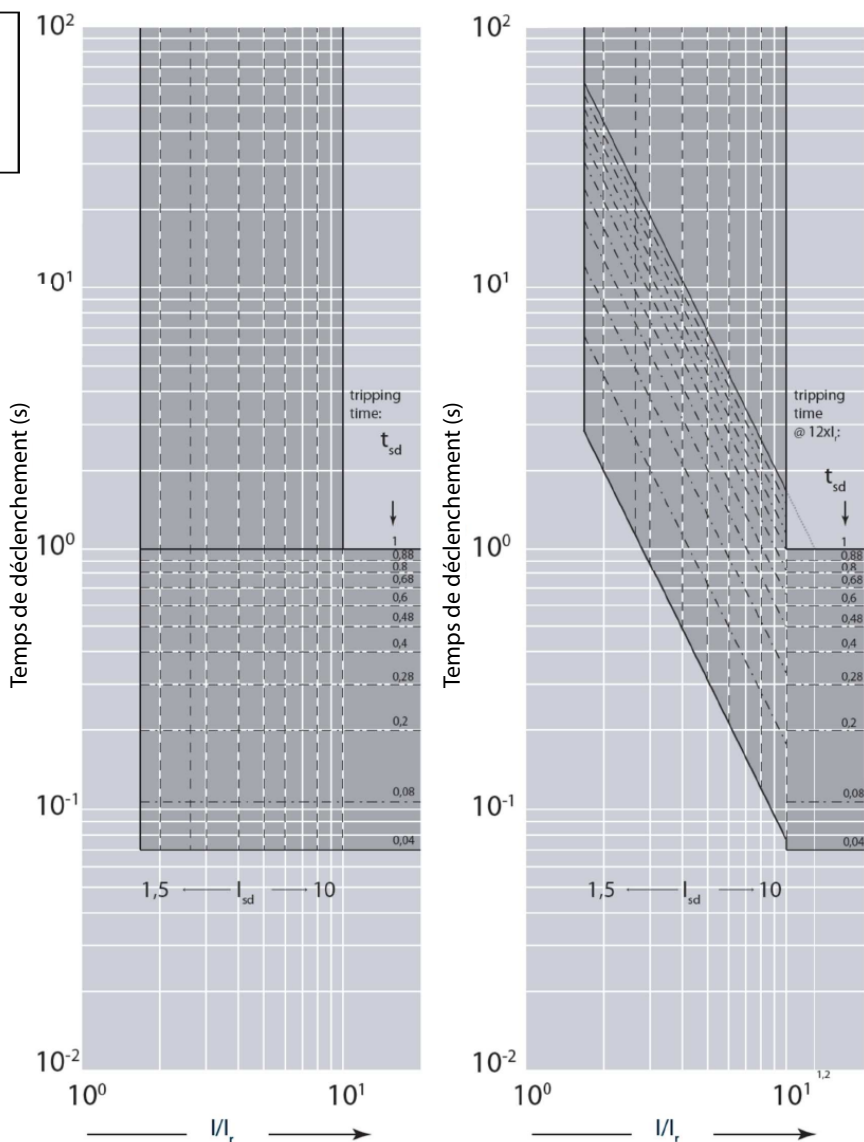 10²
10¹
10⁰
10⁻¹
10⁻²
Temps de déclenchement (s)
tripping
time:
t_sd
1
0,88
0,8
0,68
0,6
0,48
0,4
0,28
0,2
0,08
0,04
1,5 I_sd 10
10⁰ 10¹
I/I_r
10²
10¹
10⁰
10⁻¹
10⁻²
Temps de déclenchement (s)
tripping
time
@ 12xI_r:
t_sd
1
0,88
0,8
0,68
0,6
0,48
0,4
0,28
0,2
0,08
0,04
1,5 I_sd 10
10⁰ 10¹ 1,2
I/I_r